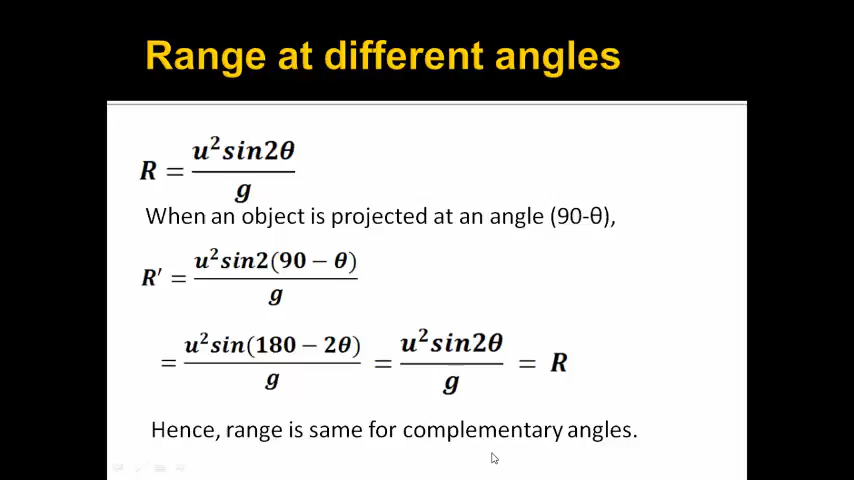 Range at different angles
R = u²sin2θ / g
When an object is projected at an angle (90-θ),
R′ = u²sin2(90 − θ) / g
= u²sin(180 − 2θ) / g = u²sin2θ / g = R
Hence, range is same for complementary angles.